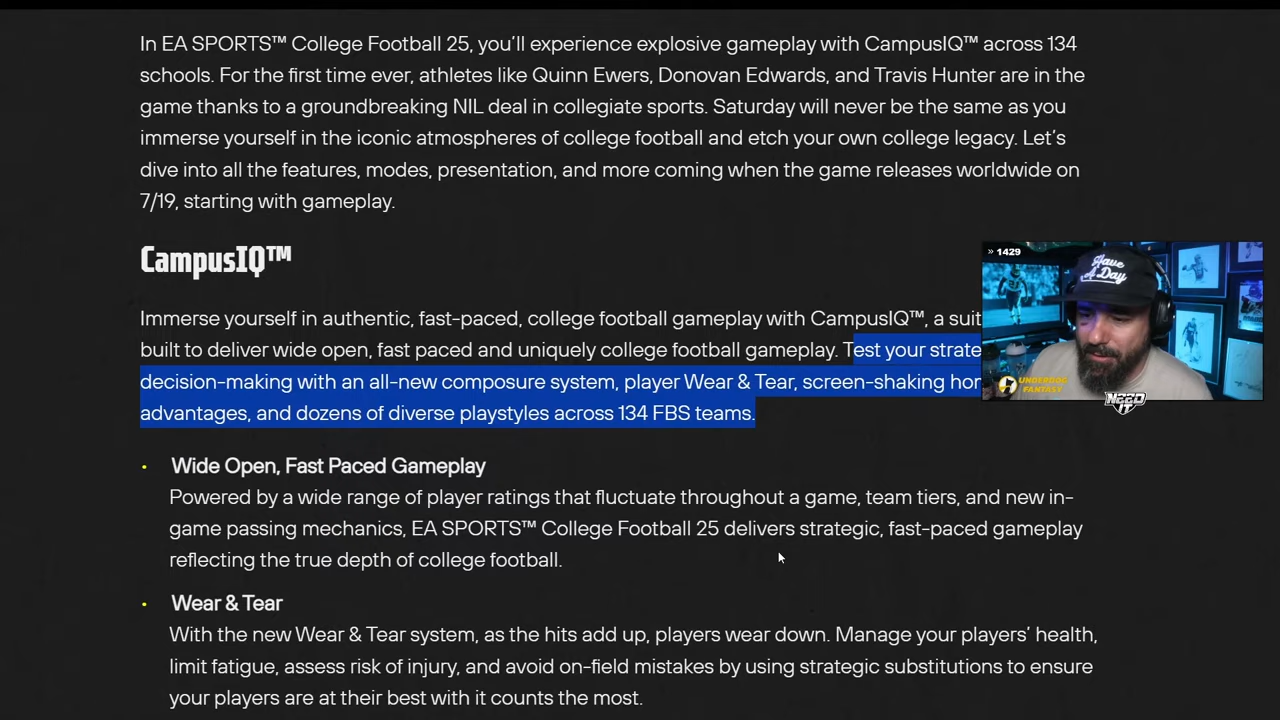 In EA SPORTS™ College Football 25, you’ll experience explosive gameplay with CampusIQ™ across 134
schools. For the first time ever, athletes like Quinn Ewers, Donovan Edwards, and Travis Hunter are in the
game thanks to a groundbreaking NIL deal in collegiate sports. Saturday will never be the same as you
immerse yourself in the iconic atmospheres of college football and etch your own college legacy. Let’s
dive into all the features, modes, presentation, and more coming when the game releases worldwide on
7/19, starting with gameplay.
CampusIQ™
Immerse yourself in authentic, fast-paced, college football gameplay with CampusIQ™, a suit
built to deliver wide open, fast paced and uniquely college football gameplay. Test your strate
decision-making with an all-new composure system, player Wear & Tear, screen-shaking hor
advantages, and dozens of diverse playstyles across 134 FBS teams.
» 1429
Have
A Day
UNDERDOG
FANTASY
NEED
IT
• Wide Open, Fast Paced Gameplay
Powered by a wide range of player ratings that fluctuate throughout a game, team tiers, and new in-
game passing mechanics, EA SPORTS™ College Football 25 delivers strategic, fast-paced gameplay
reflecting the true depth of college football.
• Wear & Tear
With the new Wear & Tear system, as the hits add up, players wear down. Manage your players’ health,
limit fatigue, assess risk of injury, and avoid on-field mistakes by using strategic substitutions to ensure
your players are at their best with it counts the most.